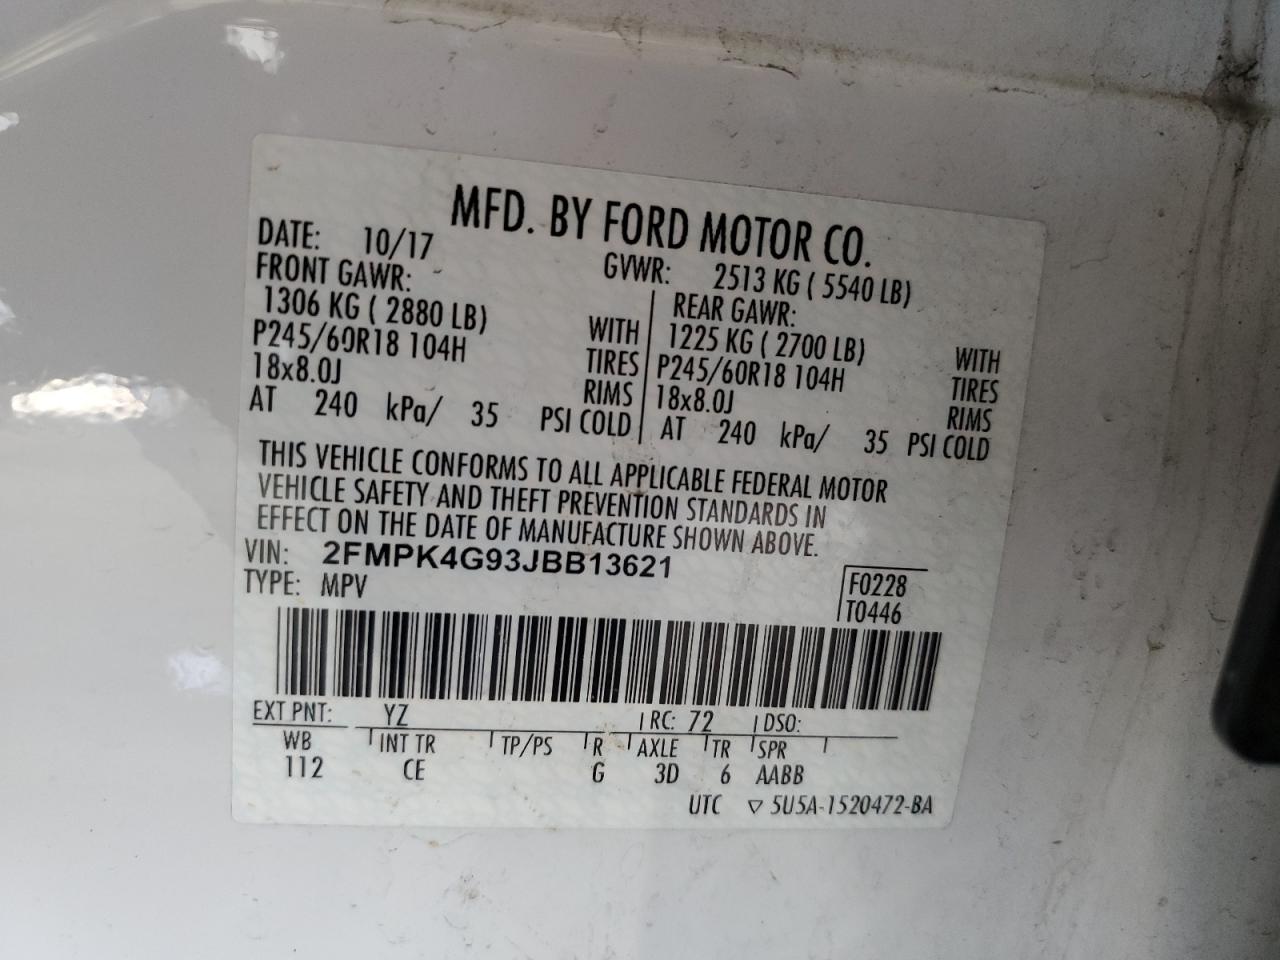 MFD. BY FORD MOTOR CO.
DATE: 10/17 GVWR: 2513 KG ( 5540 LB)
FRONT GAWR: REAR GAWR:
1306 KG ( 2880 LB) WITH 1225 KG ( 2700 LB) WITH
P245/60R18 104H TIRES P245/60R18 104H TIRES
18x8.0J RIMS 18x8.0J RIMS
AT 240 kPa/ 35 PSI COLD AT 240 kPa/ 35 PSI COLD
THIS VEHICLE CONFORMS TO ALL APPLICABLE FEDERAL MOTOR
VEHICLE SAFETY AND THEFT PREVENTION STANDARDS IN
EFFECT ON THE DATE OF MANUFACTURE SHOWN ABOVE.
VIN: 2FMPK4G93JBB13621
TYPE: MPV F0228
T0446
EXT PNT: YZ RC: 72 DSO:
WB INT TR TP/PS R AXLE TR SPR
112 CE G 3D 6 AABB
UTC ▽ 5U5A-1520472-BA